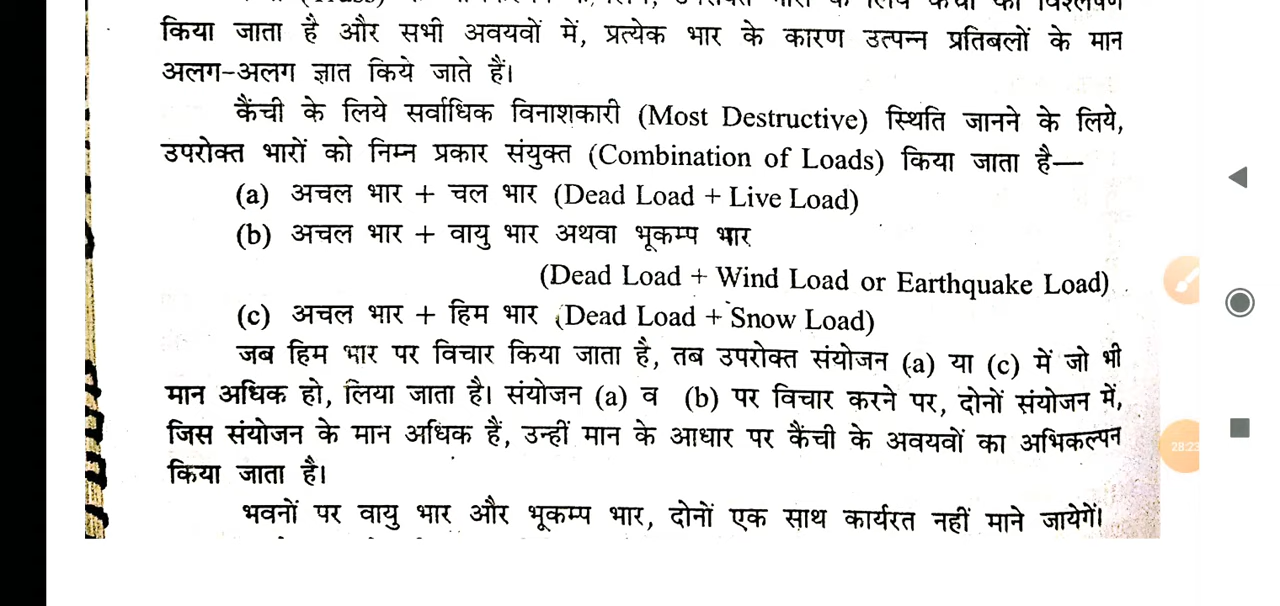 किया जाता है और सभी अवयवों में, प्रत्येक भार के कारण उत्पन्न प्रतिबलों के मान
अलग-अलग ज्ञात किये जाते हैं।
कैंची के लिये सर्वाधिक विनाशकारी (Most Destructive) स्थिति जानने के लिये,
उपरोक्त भारों को निम्न प्रकार संयुक्त (Combination of Loads) किया जाता है—
(a) अचल भार + चल भार (Dead Load + Live Load)
(b) अचल भार + वायु भार अथवा भूकम्प भार
(Dead Load + Wind Load or Earthquake Load)
(c) अचल भार + हिम भार (Dead Load + Snow Load)
जब हिम भार पर विचार किया जाता है, तब उपरोक्त संयोजन (a) या (c) में जो भी
मान अधिक हो, लिया जाता है। संयोजन (a) व (b) पर विचार करने पर, दोनों संयोजन में,
जिस संयोजन के मान अधिक हैं, उन्हीं मान के आधार पर कैंची के अवयवों का अभिकल्पन
किया जाता है।
भवनों पर वायु भार और भूकम्प भार, दोनों एक साथ कार्यरत नहीं माने जायेगें।
28:23